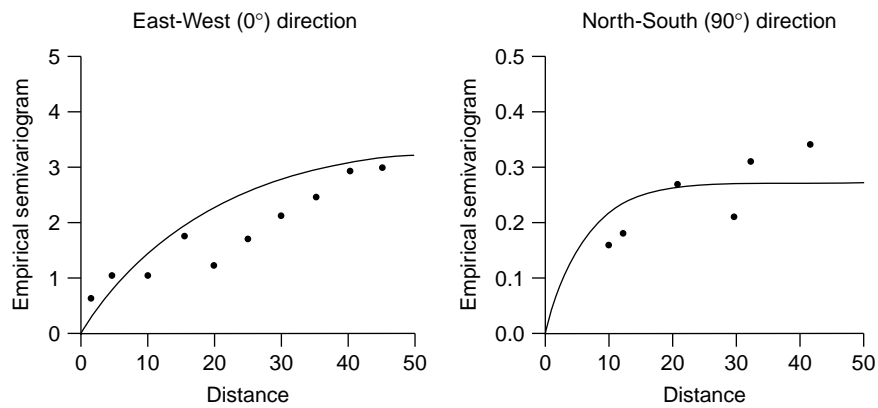 East-West (0°) direction
Empirical semivariogram
5
4
3
2
1
0
0 10 20 30 40 50
Distance
North-South (90°) direction
Empirical semivariogram
0.5
0.4
0.3
0.2
0.1
0.0
0 10 20 30 40 50
Distance